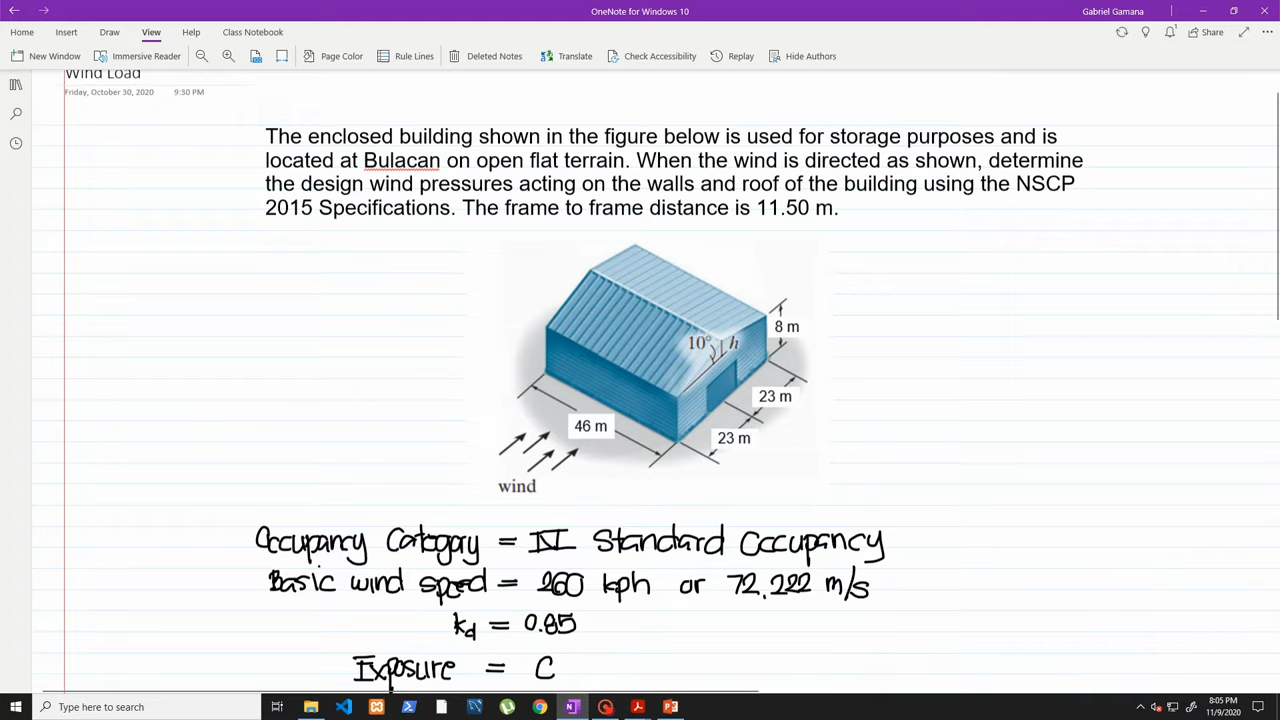 OneNote for Windows 10
Gabriel Gamana
Home Insert Draw View Help Class Notebook
Share
New Window Immersive Reader Page Color Rule Lines Deleted Notes Translate Check Accessibility Replay Hide Authors
Wind Load
Friday, October 30, 2020 9:30 PM
The enclosed building shown in the figure below is used for storage purposes and is
located at Bulacan on open flat terrain. When the wind is directed as shown, determine
the design wind pressures acting on the walls and roof of the building using the NSCP
2015 Specifications. The frame to frame distance is 11.50 m.
8 m
10° h
23 m
46 m
23 m
wind
Occupancy Category = IV Standard Occupancy
Basic wind speed = 260 kph or 72.222 m/s
kd = 0.85
Exposure = C
Type here to search
8:05 PM
11/9/2020